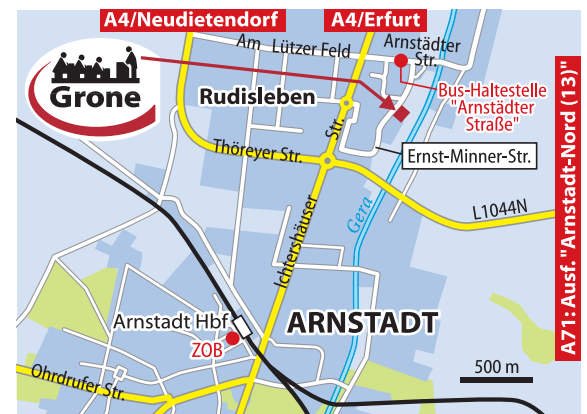 A4/Neudietendorf
A4/Erfurt
Am Lützer Feld
Arnstädter
Str.
Grone
Rudisleben
Bus-Haltestelle
"Arnstädter
Straße"
Str.
Thöreyer Str.
Ernst-Minner-Str.
Ichtershäuser
Gera
L1044N
A71: Ausf. "Arnstadt-Nord (13)"
Arnstadt Hbf
ARNSTADT
ZOB
500 m
Ohrdrufer Str.